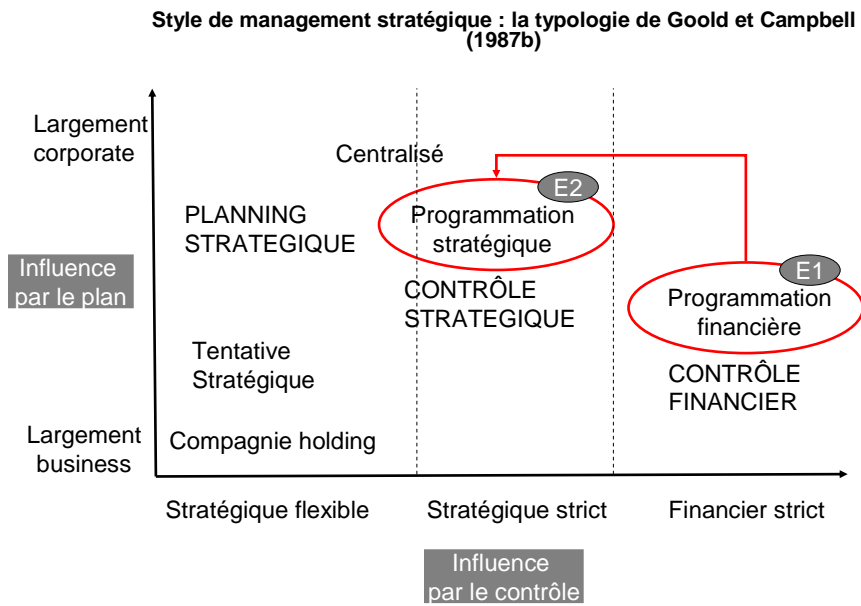 Style de management stratégique : la typologie de Goold et Campbell
(1987b)
Largement
corporate
Centralisé
E2
PLANNING
STRATEGIQUE
Programmation
stratégique
Influence
par le plan
E1
CONTRÔLE
STRATEGIQUE
Programmation
financière
Tentative
Stratégique
CONTRÔLE
FINANCIER
Largement
business
Compagnie holding
Stratégique flexible
Stratégique strict
Financier strict
Influence
par le contrôle